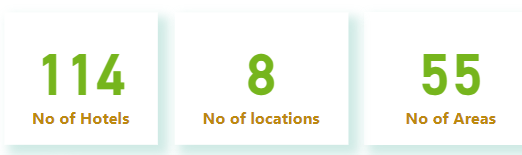 114
No of Hotels
8
No of locations
55
No of Areas